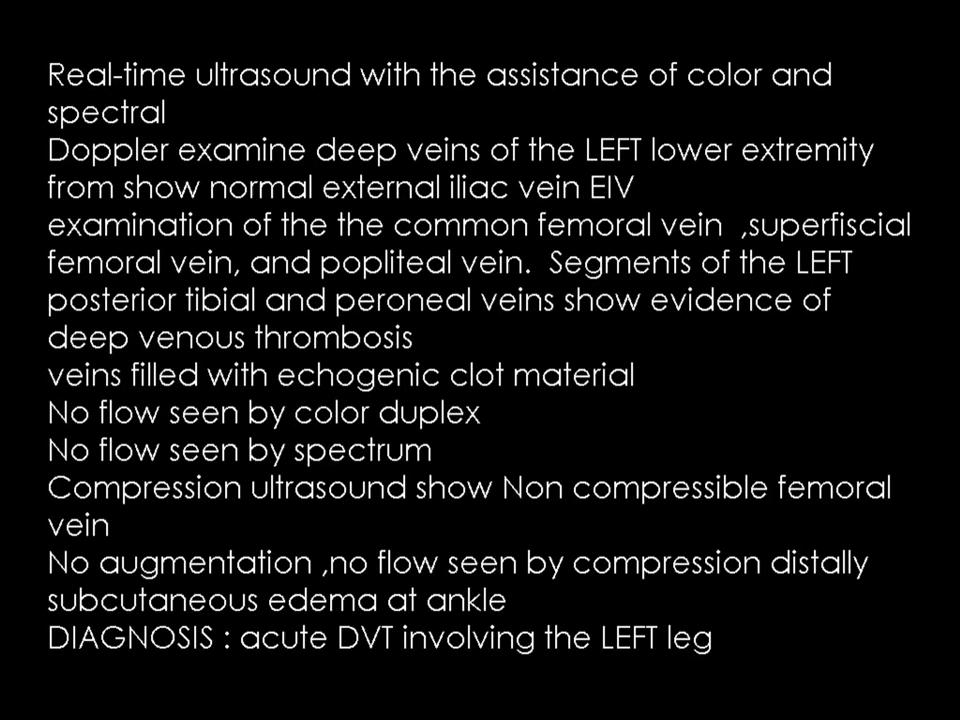 Real-time ultrasound with the assistance of color and
spectral
Doppler examine deep veins of the LEFT lower extremity
from show normal external iliac vein EIV
examination of the the common femoral vein  ,superfiscial
femoral vein, and popliteal vein.  Segments of the LEFT
posterior tibial and peroneal veins show evidence of
deep venous thrombosis
veins filled with echogenic clot material
No flow seen by color duplex
No flow seen by spectrum
Compression ultrasound show Non compressible femoral
vein
No augmentation ,no flow seen by compression distally
subcutaneous edema at ankle
DIAGNOSIS : acute DVT involving the LEFT leg